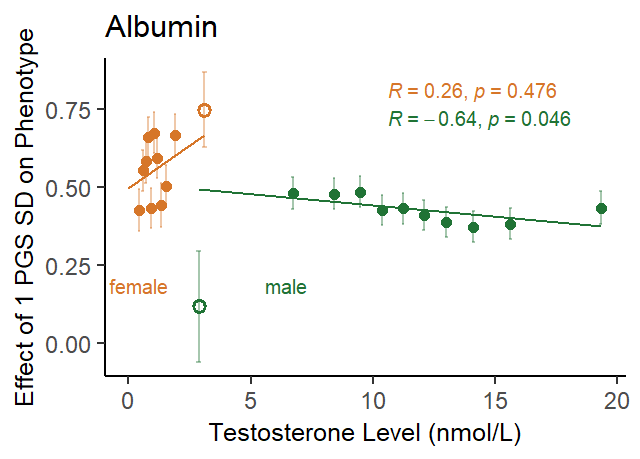 Albumin
Effect of 1 PGS SD on Phenotype
R = 0.26, p = 0.476
R = −0.64, p = 0.046
0.75
0.50
0.25
0.00
female
male
0 5 10 15 20
Testosterone Level (nmol/L)